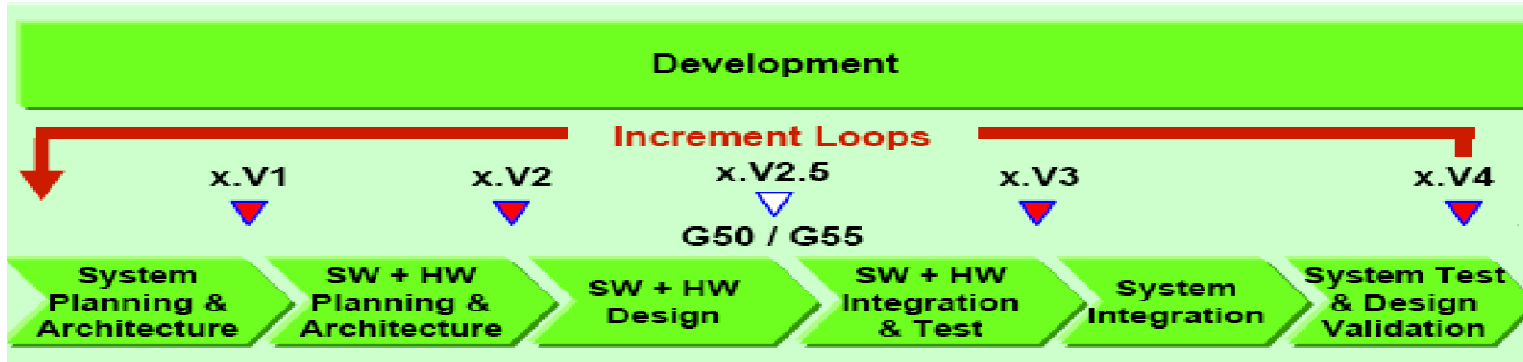 Development
Increment Loops
x.V1
x.V2
x.V2.5
x.V3
x.V4
G50 / G55
System
Planning &
Architecture
SW + HW
Planning &
Architecture
SW + HW
Design
SW + HW
Integration
& Test
System
Integration
System Test
& Design
Validation